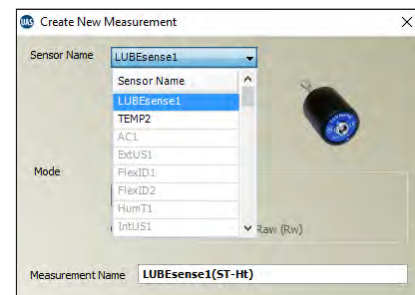 UAS Create New Measurement
Sensor Name LUBEsense1
Sensor Name
LUBEsense1
TEMP2
AC1
ExtUS1
Mode FlexID1
FlexID2
HumT1
IntUS1 Raw (Rw)
Measurement Name LUBEsense1(ST-Ht)